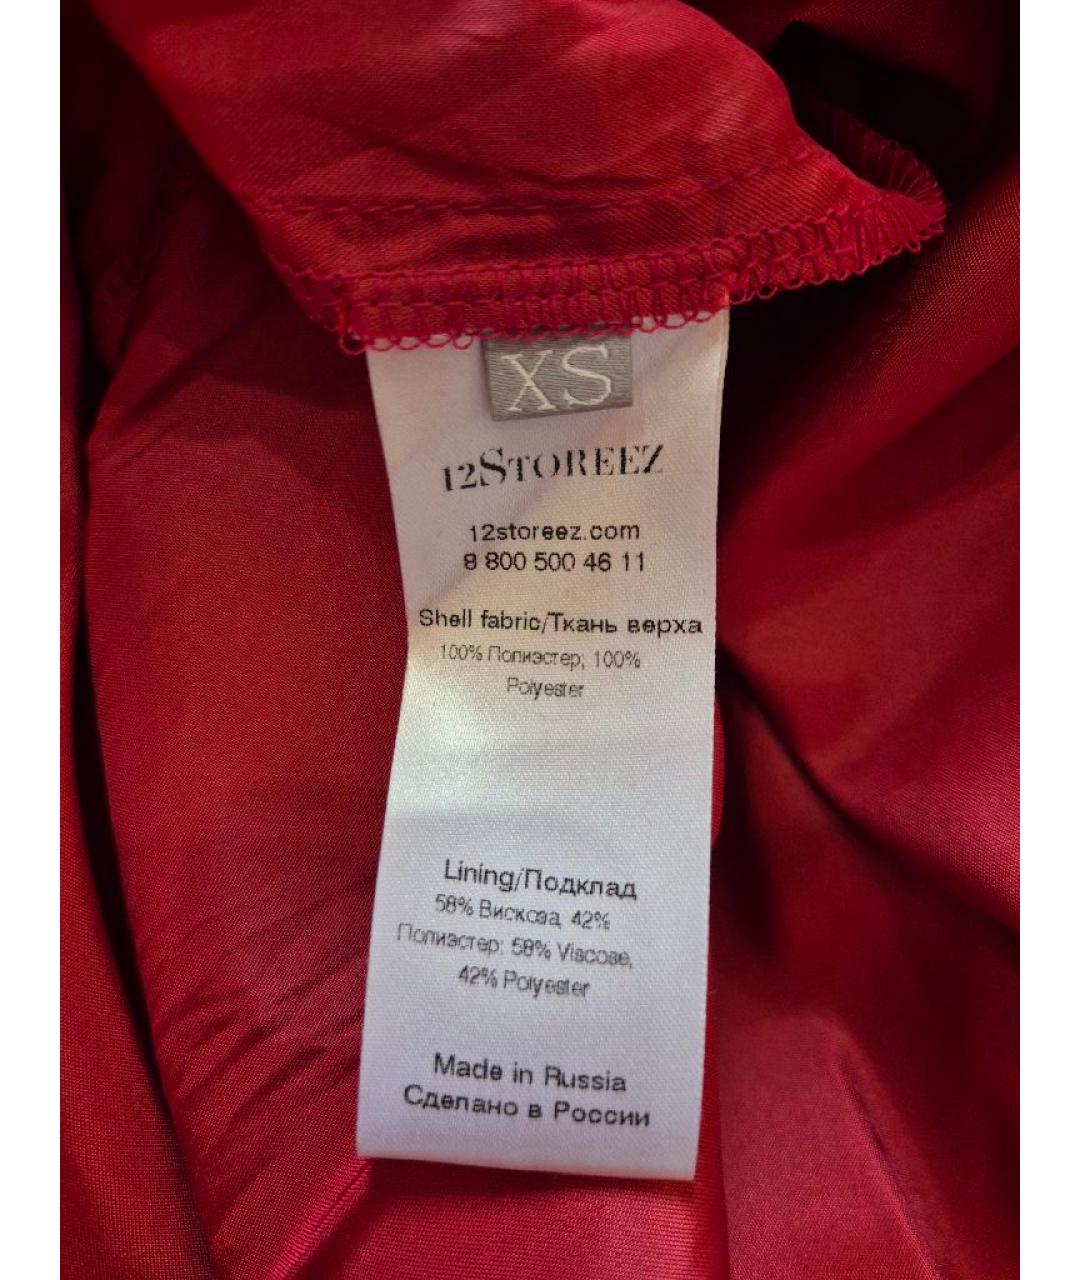 XS
12STOREEZ
12storeez.com
8 800 500 46 11
Shell fabric/Ткань верха
100% Полиэстер; 100%
Polyester
Lining/Подклад
58% Вискоза, 42%
Полиэстер; 58% Viscose,
42% Polyester
Made in Russia
Сделано в России